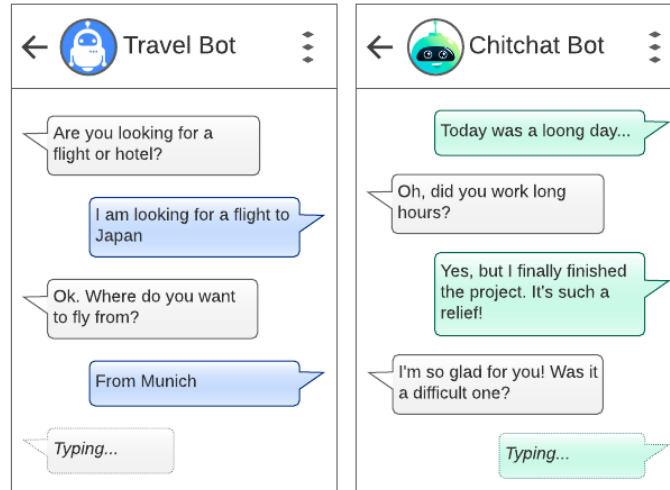 Travel Bot
Are you looking for a
flight or hotel?
I am looking for a flight to
Japan
Ok. Where do you want
to fly from?
From Munich
Typing...
Chitchat Bot
Today was a loong day...
Oh, did you work long
hours?
Yes, but I finally finished
the project. It's such a
relief!
I'm so glad for you! Was it
a difficult one?
Typing...